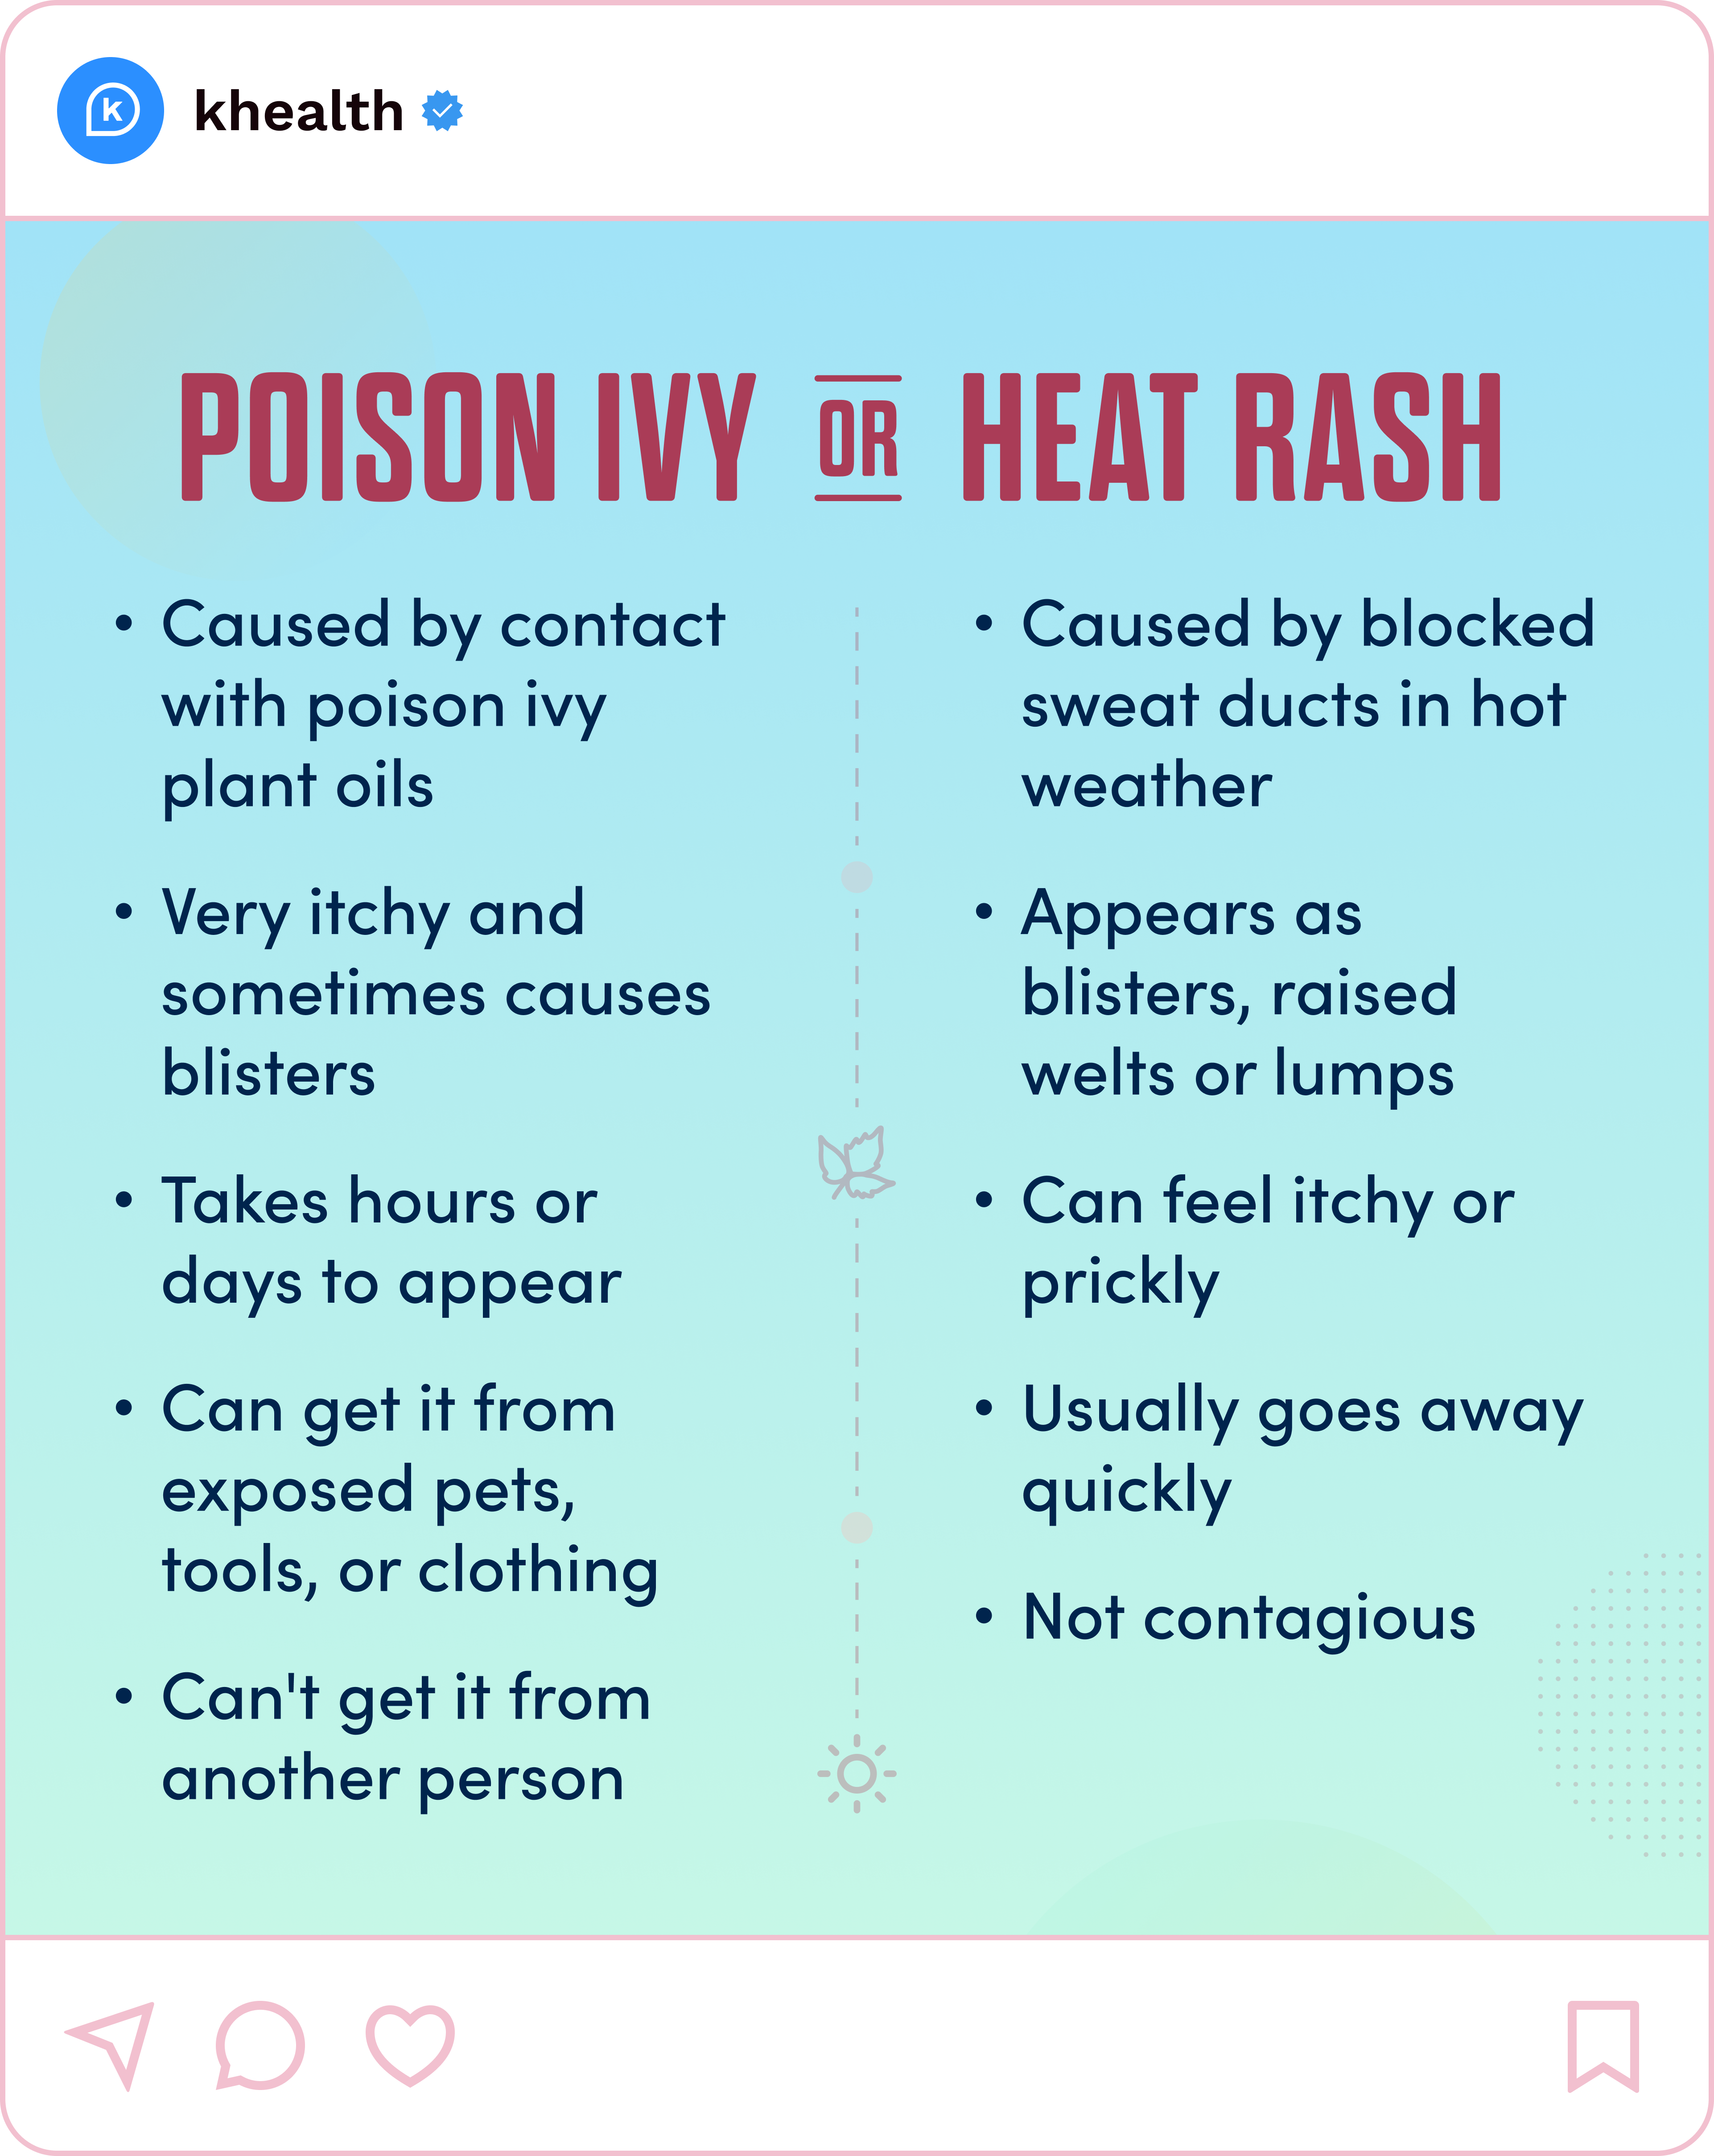 k
khealth
POISON IVY OR HEAT RASH
• Caused by contact
with poison ivy
plant oils
• Very itchy and
sometimes causes
blisters
• Takes hours or
days to appear
• Can get it from
exposed pets,
tools, or clothing
• Can't get it from
another person
• Caused by blocked
sweat ducts in hot
weather
• Appears as
blisters, raised
welts or lumps
• Can feel itchy or
prickly
• Usually goes away
quickly
• Not contagious